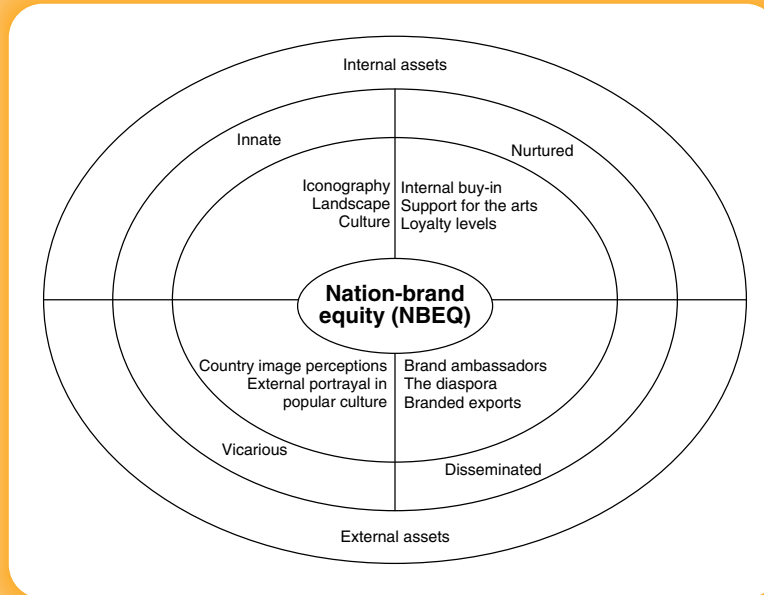 Internal assets
Innate
Nurtured
Iconography
Landscape
Culture
Internal buy-in
Support for the arts
Loyalty levels
Nation-brand
equity (NBEQ)
Country image perceptions
External portrayal in
popular culture
Brand ambassadors
The diaspora
Branded exports
Vicarious
Disseminated
External assets